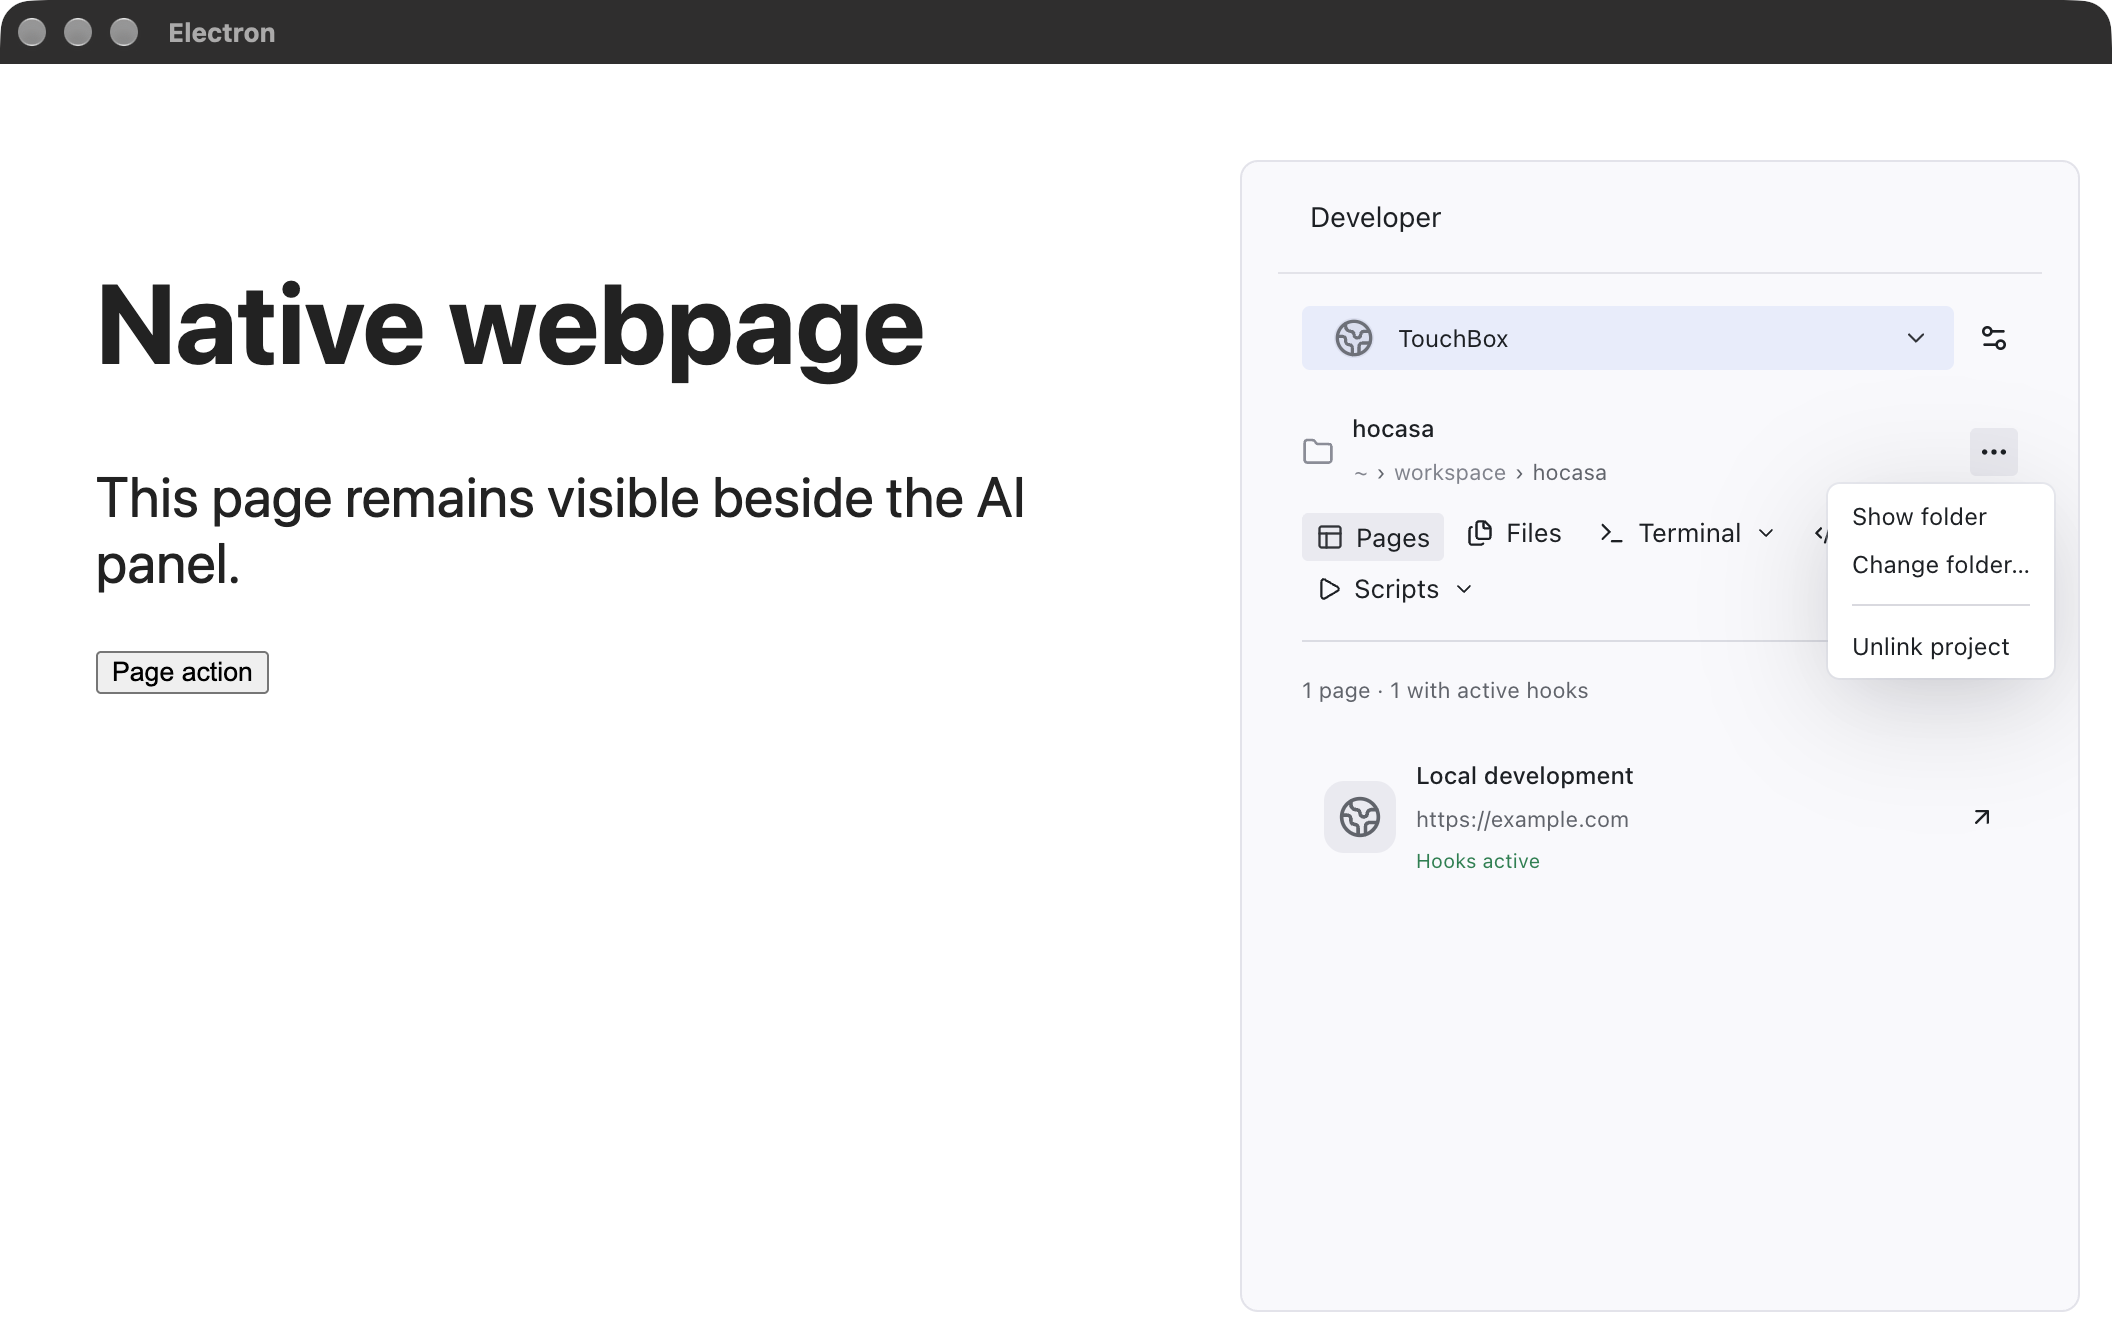 Electron
Native webpage
This page remains visible beside the AI
panel.
Page action
Developer
TouchBox
hocasa
~ › workspace › hocasa
Pages Files Terminal
Scripts
Show folder
Change folder...
Unlink project
1 page · 1 with active hooks
Local development
https://example.com
Hooks active